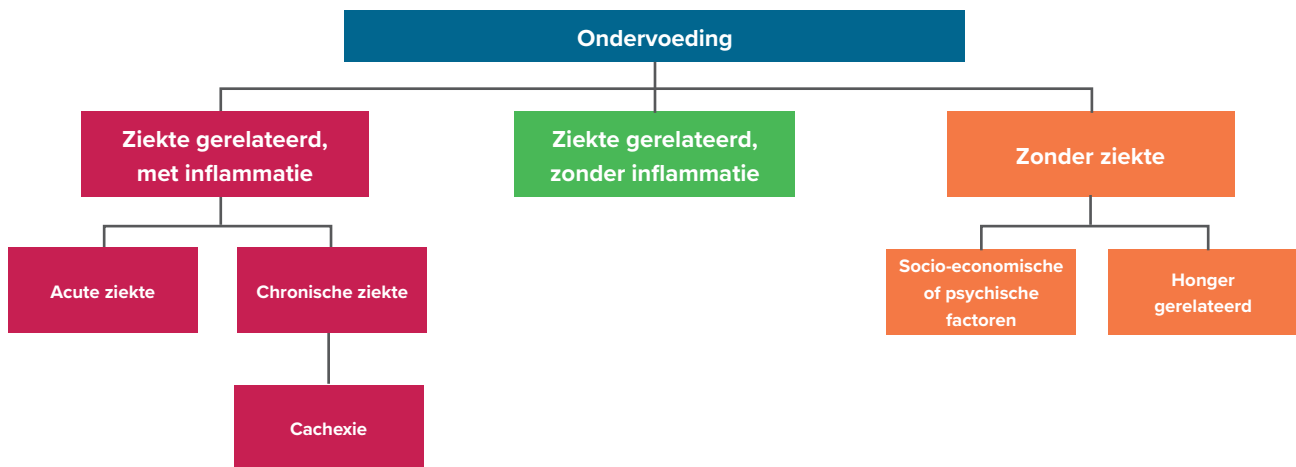 Ondervoeding
Ziekte gerelateerd,
met inflammatie
Ziekte gerelateerd,
zonder inflammatie
Zonder ziekte
Acute ziekte
Chronische ziekte
Socio-economische
of psychische
factoren
Honger
gerelateerd
Cachexie